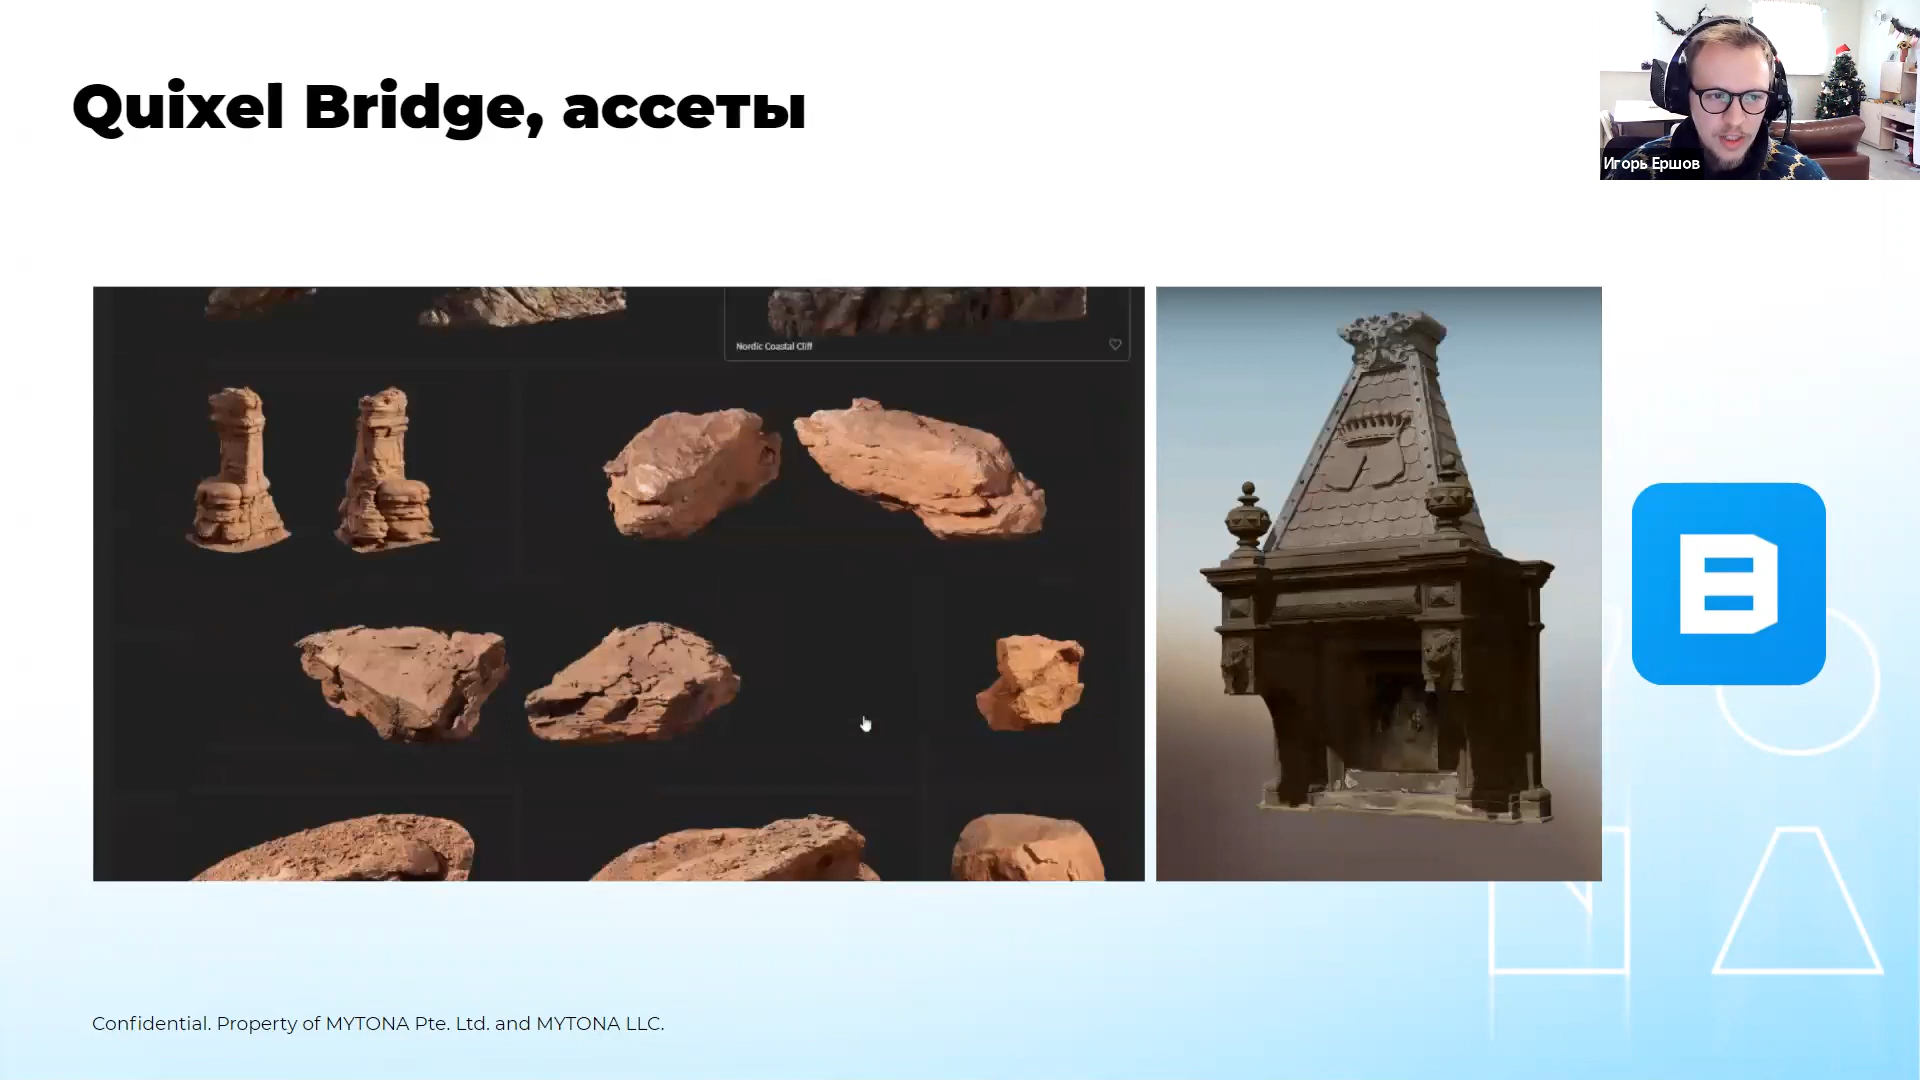 Quixel Bridge, ассеты
Игорь Ершов
Nordic Coastal Cliff
Confidential. Property of MYTONA Pte. Ltd. and MYTONA LLC.